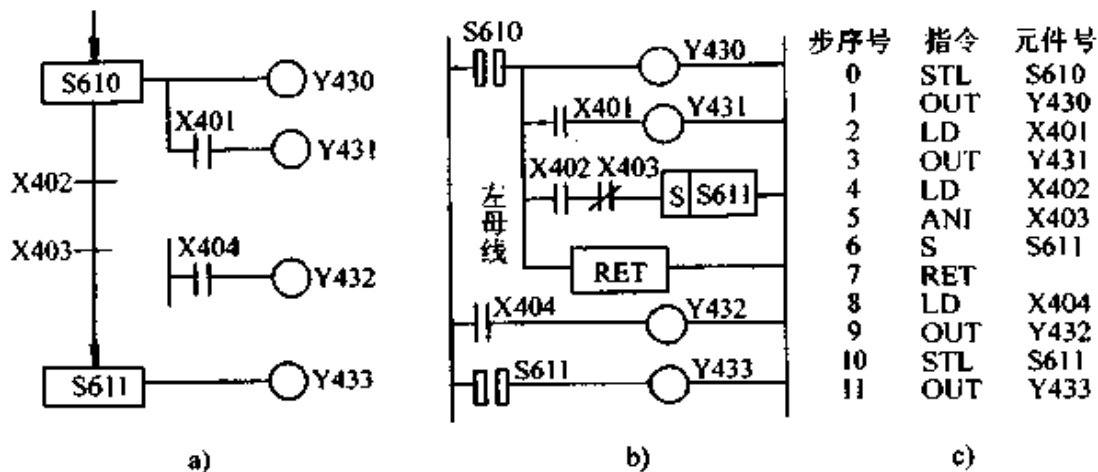 S610
Y430
X401
Y431
X402
X403
X404
Y432
S611
Y433
a)
S610
Y430
X401
Y431
X402 X403
S S611
左母线
RET
X404
Y432
S611
Y433
b)
步序号 指令 元件号
0 STL S610
1 OUT Y430
2 LD X401
3 OUT Y431
4 LD X402
5 ANI X403
6 S S611
7 RET
8 LD X404
9 OUT Y432
10 STL S611
11 OUT Y433
c)